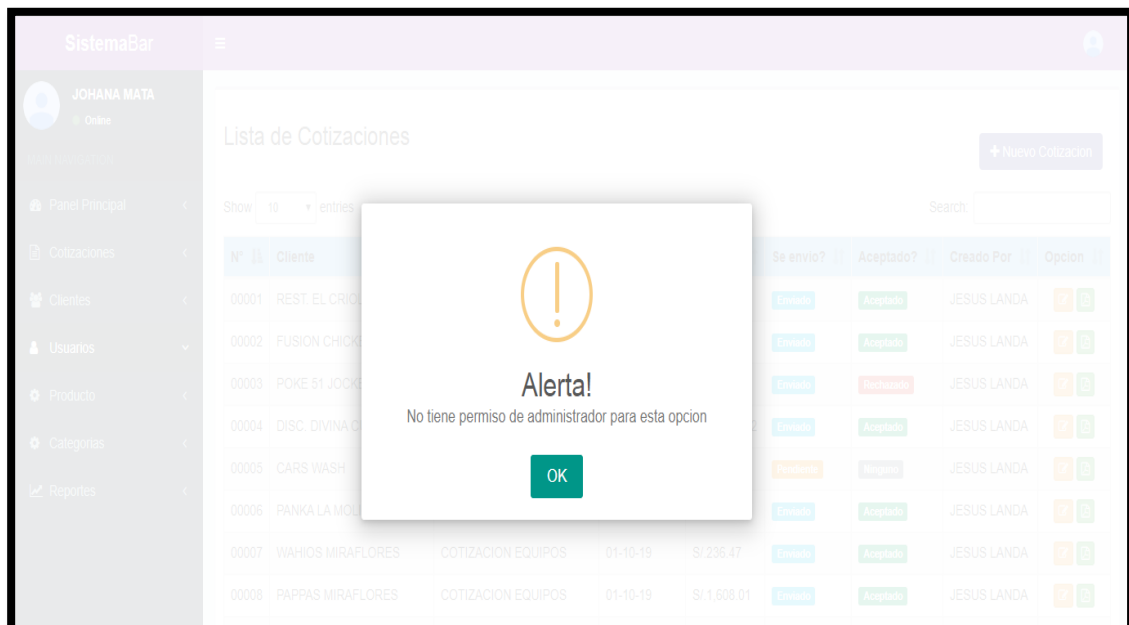 SistemaBar
JOHANA MATA
Online
Panel Principal
Cotizaciones
Clientes
Usuarios
Producto
Categorias
Reportes
Lista de Cotizaciones
+ Nuevo Cotizacion
Show 10 entries
Search:
N° Cliente Se envio? Aceptado? Creado Por Opcion
00001 REST. EL CRIO Enviado Aceptado JESUS LANDA
00002 FUSION CHICK Enviado Aceptado JESUS LANDA
00003 POKE 51 JOCK Enviado Rechazado JESUS LANDA
00004 DISC. DIVINA C 2 Enviado Aceptado JESUS LANDA
00005 CARS WASH Pendiente Ninguno JESUS LANDA
00006 PANKA LA MOL Enviado Aceptado JESUS LANDA
00007 WAHIOS MIRAFLORES COTIZACION EQUIPOS 01-10-19 S/.236.47 Enviado Aceptado JESUS LANDA
00008 PAPPAS MIRAFLORES COTIZACION EQUIPOS 01-10-19 S/.1,608.01 Enviado Aceptado JESUS LANDA
Alerta!
No tiene permiso de administrador para esta opcion
OK